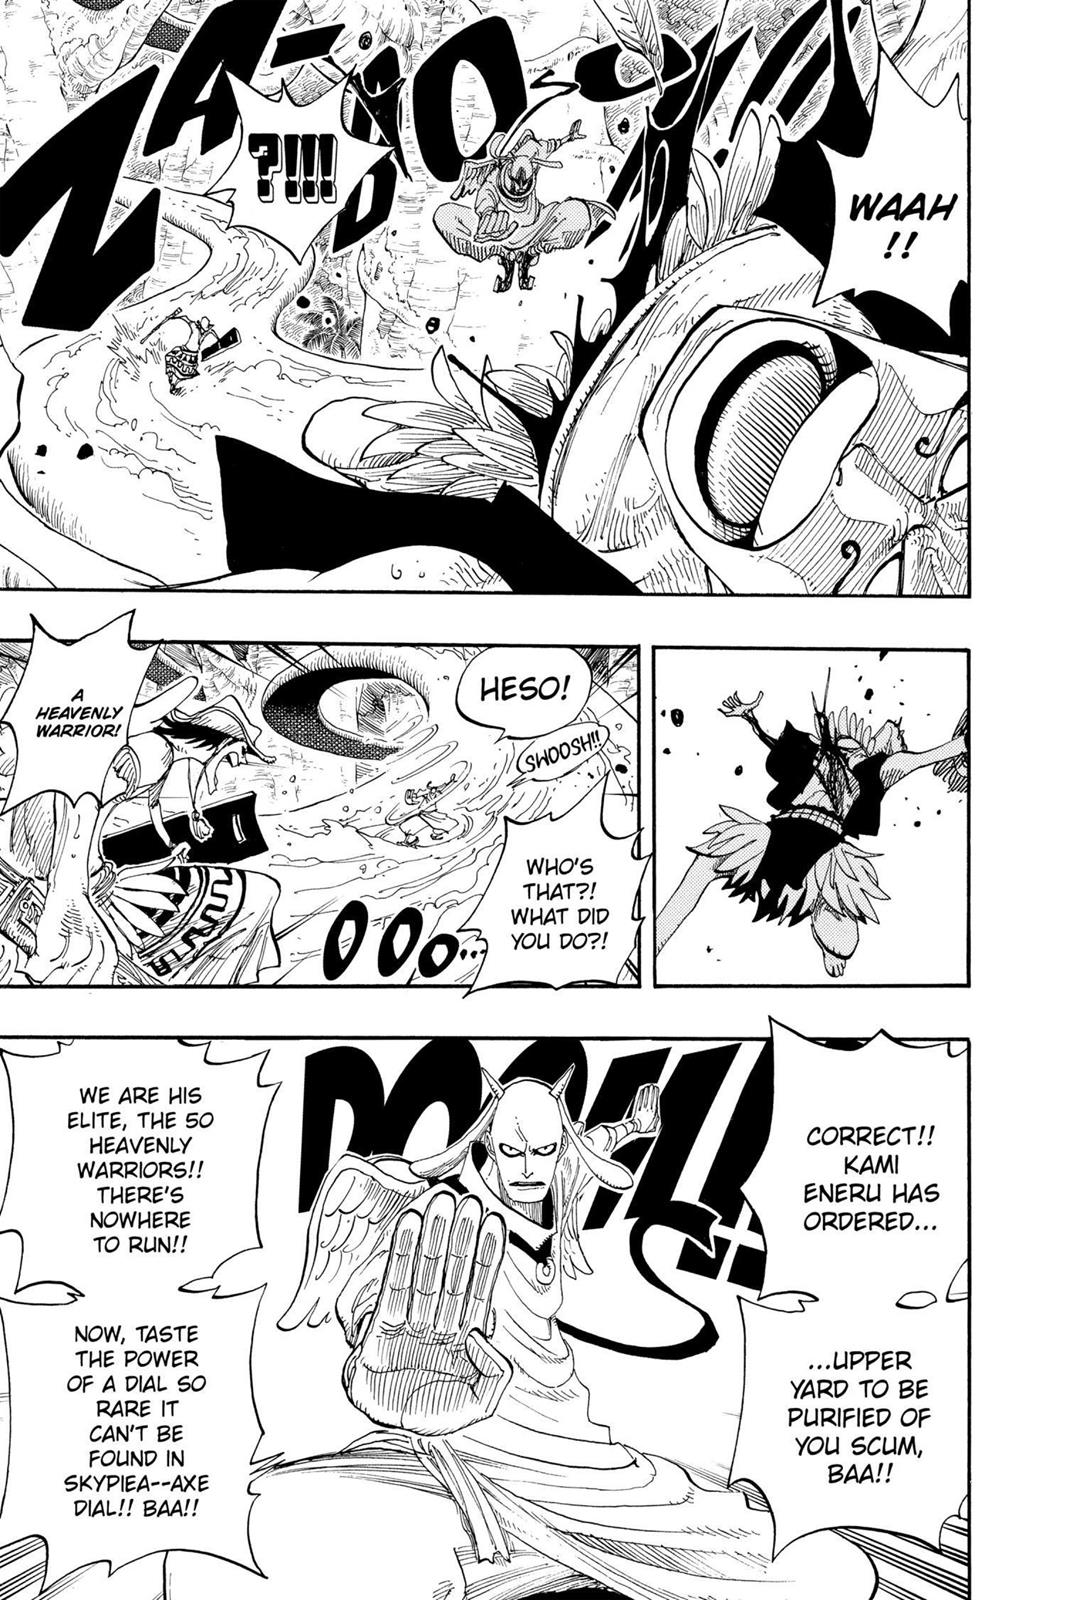 WAAH
!!
?!!!!
HESO!
SWOOSH!!
WHO'S
THAT?!
WHAT DID
YOU DO?!
A
HEAVENLY
WARRIOR!
CORRECT!!
KAMI
ENERU HAS
ORDERED...
...UPPER
YARD TO BE
PURIFIED OF
YOU SCUM,
BAA!!
WE ARE HIS
ELITE, THE 50
HEAVENLY
WARRIORS!!
THERE'S
NOWHERE
TO RUN!!
NOW, TASTE
THE POWER
OF A DIAL SO
RARE IT
CAN'T BE
FOUND IN
SKYPIEA--AXE
DIAL!! BAA!!